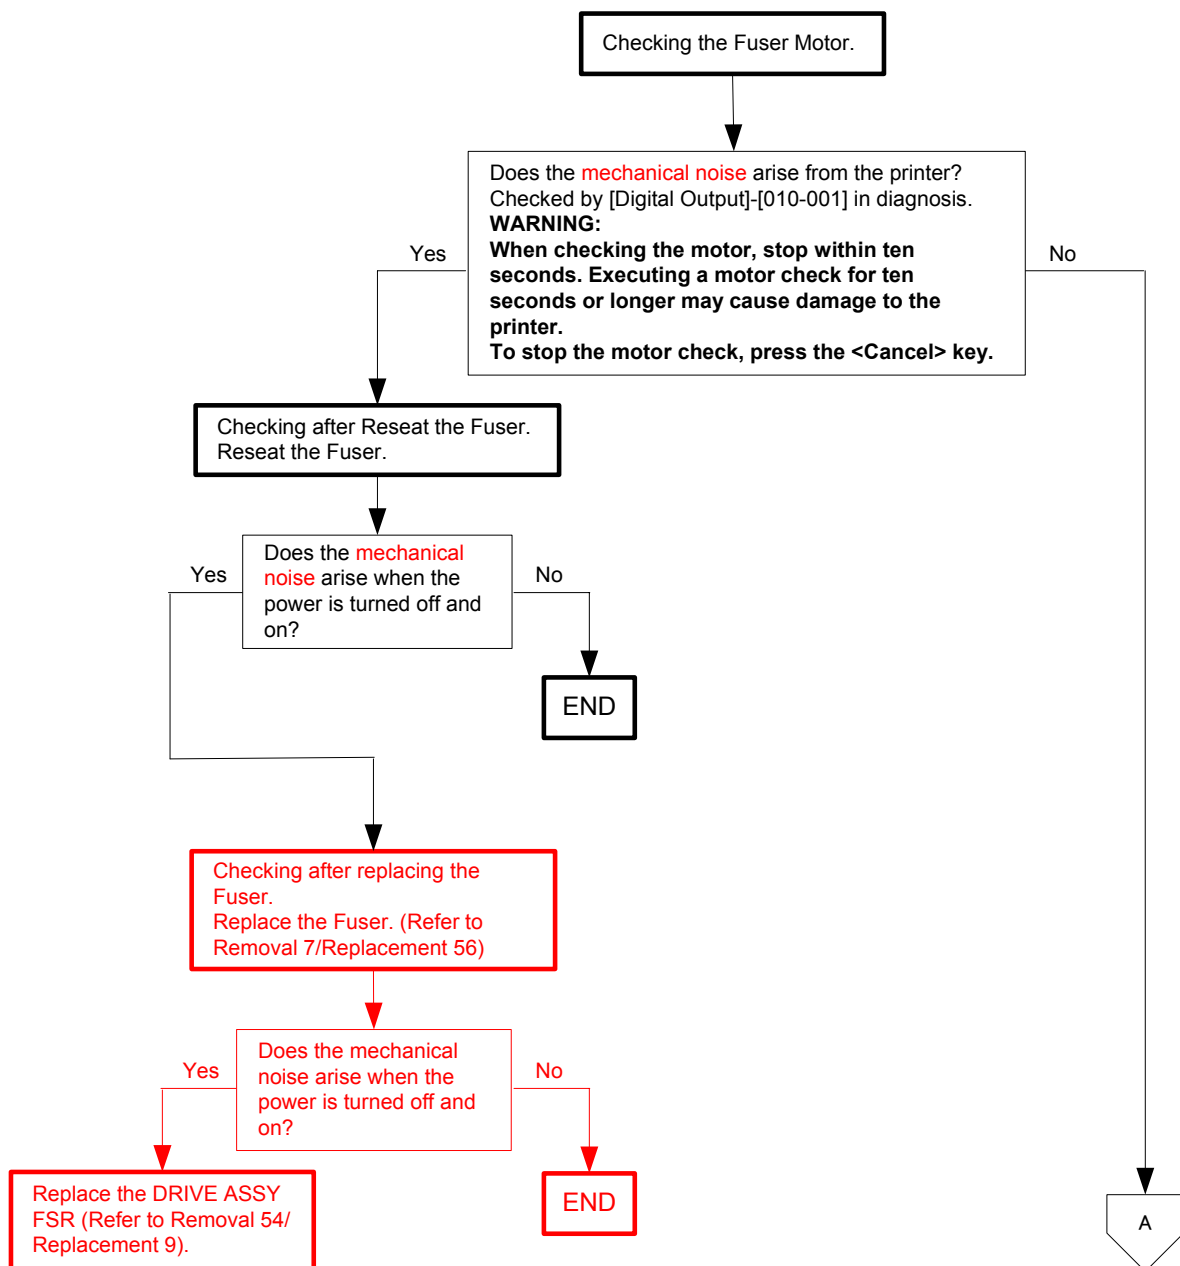 Checking the Fuser Motor.
Does the mechanical noise arise from the printer?
Checked by [Digital Output]-[010-001] in diagnosis.
WARNING:
When checking the motor, stop within ten
seconds. Executing a motor check for ten
seconds or longer may cause damage to the
printer.
To stop the motor check, press the <Cancel> key.
Yes
No
Checking after Reseat the Fuser.
Reseat the Fuser.
Does the mechanical
noise arise when the
power is turned off and
on?
Yes
No
END
Checking after replacing the
Fuser.
Replace the Fuser. (Refer to
Removal 7/Replacement 56)
Does the mechanical
noise arise when the
power is turned off and
on?
Yes
No
Replace the DRIVE ASSY
FSR (Refer to Removal 54/
Replacement 9).
END
A